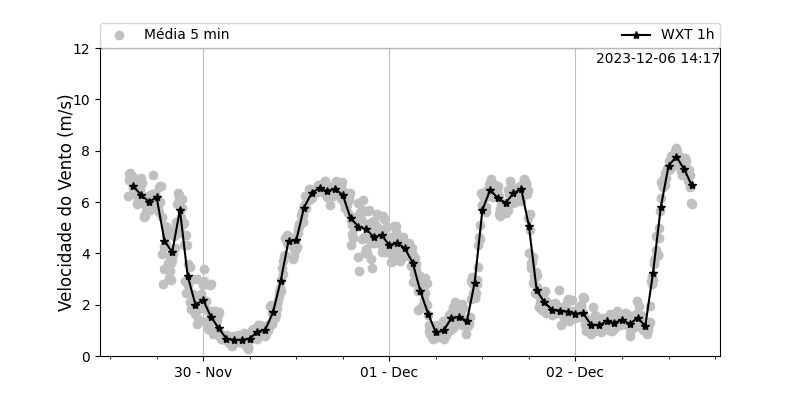 Média 5 min
WXT 1h
2023-12-06 14:17
Velocidade do Vento (m/s)
12
10
8
6
4
2
0
30 - Nov
01 - Dec
02 - Dec